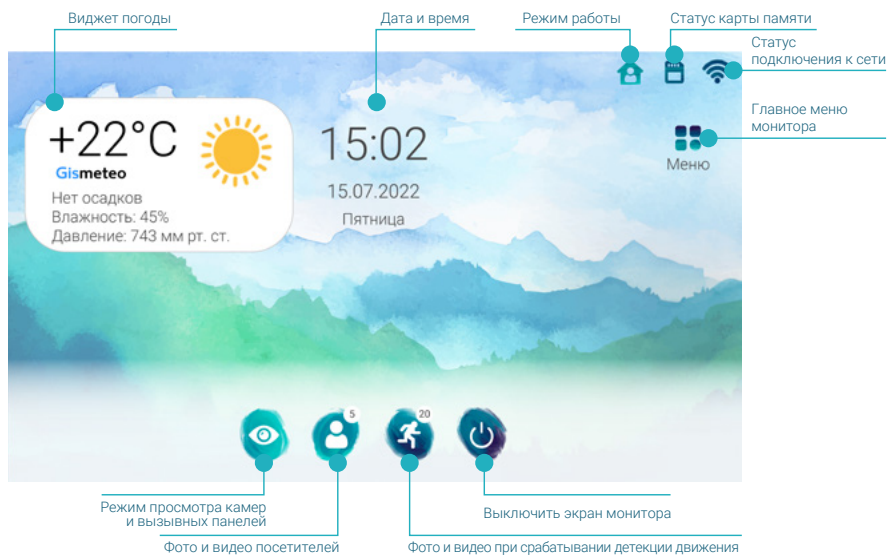 Виджет погоды
Дата и время
Режим работы
Статус карты памяти
Статус
подключения к сети
Главное меню
монитора
+22°C
Gismeteo
Нет осадков
Влажность: 45%
Давление: 743 мм рт. ст.
15:02
15.07.2022
Пятница
Меню
5
20
Режим просмотра камер
и вызывных панелей
Выключить экран монитора
Фото и видео посетителей
Фото и видео при срабатывании детекции движения